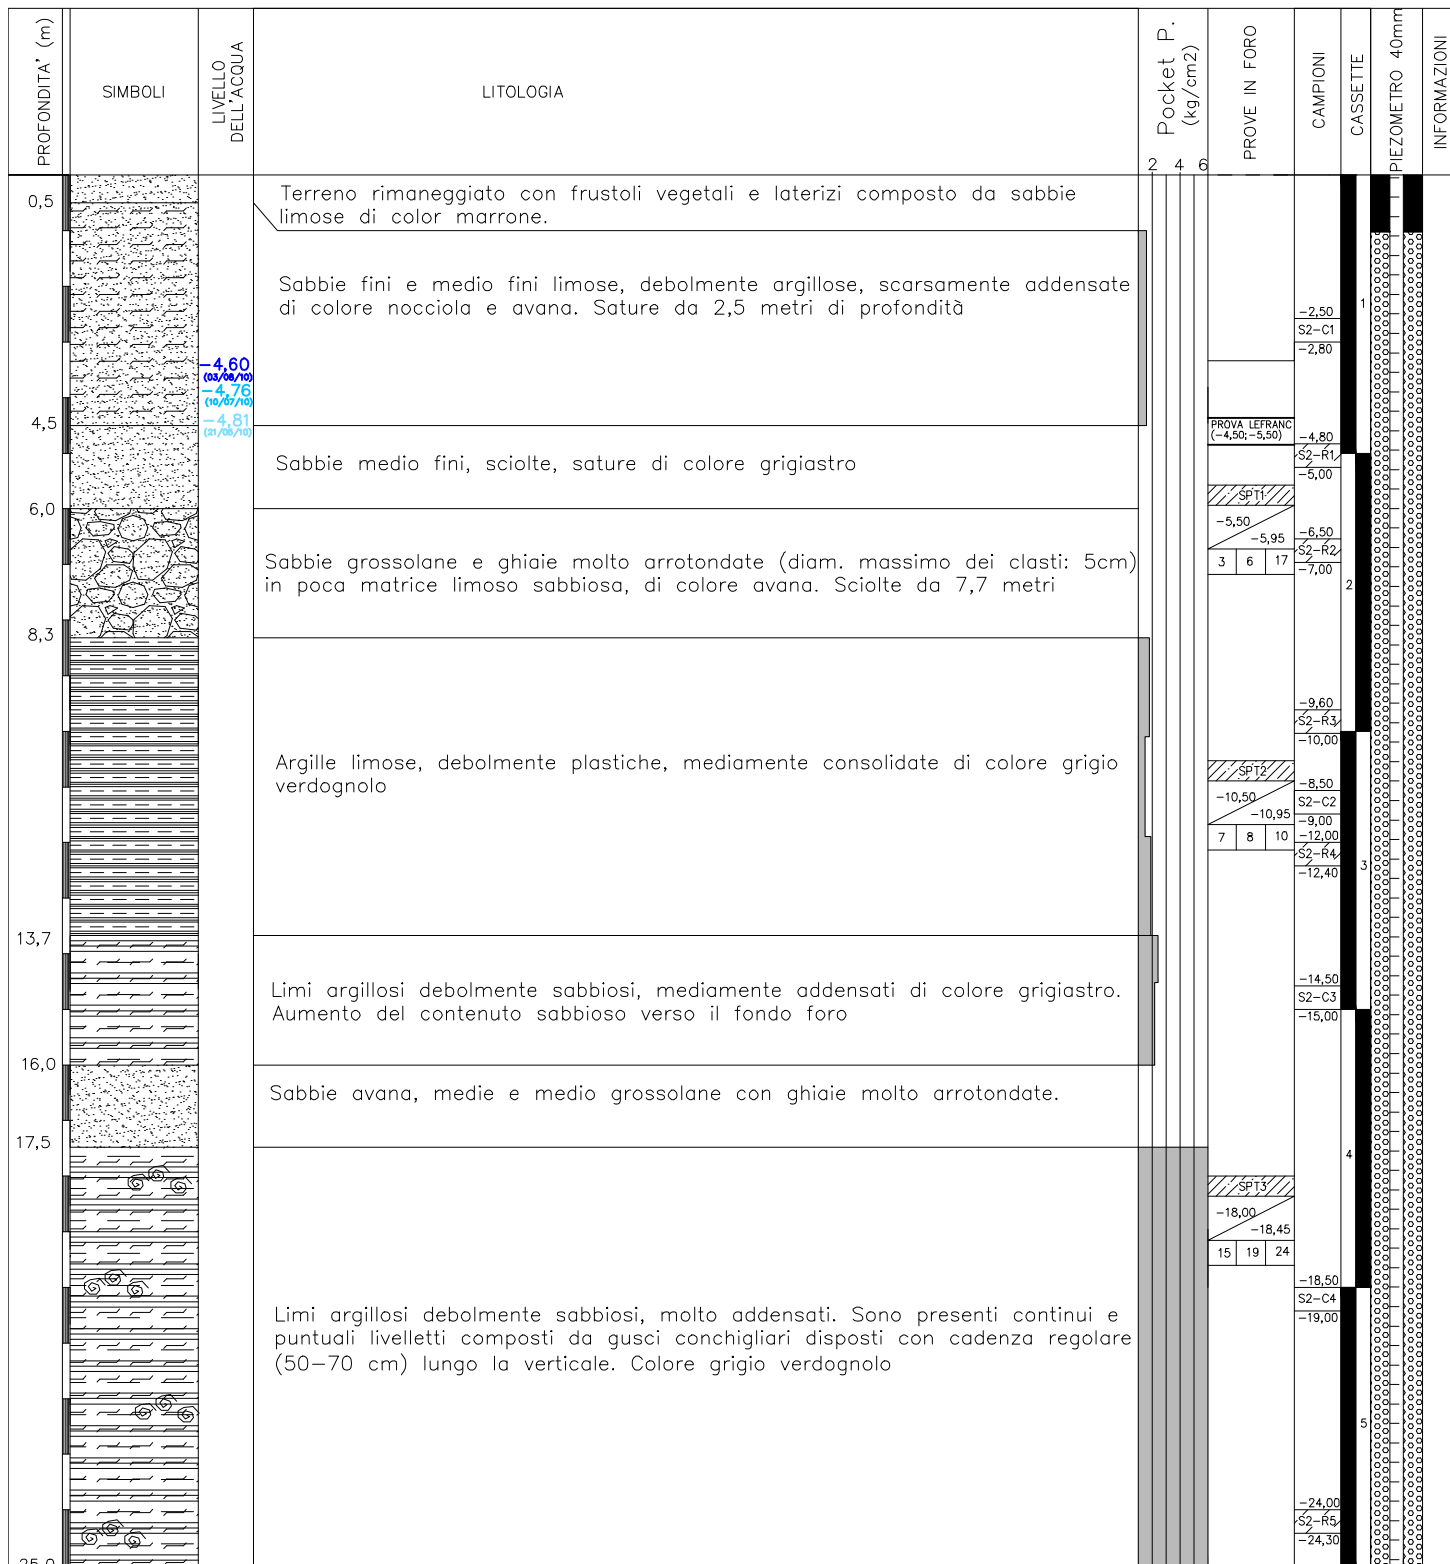 PROFONDITA' (m)
SIMBOLI
LIVELLO
DELL'ACQUA
LITOLOGIA
Pocket P.
(kg/cm2)
2 4 6
PROVE IN FORO
CAMPIONI
CASSETTE
PIEZOMETRO 40mm
INFORMAZIONI
0,5
Terreno rimaneggiato con frustoli vegetali e laterizi composto da sabbie
limose di color marrone.
Sabbie fini e medio fini limose, debolmente argillose, scarsamente addensate
di colore nocciola e avana. Sature da 2,5 metri di profondità
1
-2,50
S2-C1
-2,80
-4,60
(03/08/10)
-4,76
(10/07/10)
-4,81
(21/06/10)
4,5
PROVA LEFRANC
(-4,50;-5,50)
-4,80
S2-R1
-5,00
Sabbie medio fini, sciolte, sature di colore grigiastro
SPT1
-5,50
-5,95
3 6 17
6,0
-6,50
S2-R2
-7,00
2
Sabbie grossolane e ghiaie molto arrotondate (diam. massimo dei clasti: 5cm)
in poca matrice limoso sabbiosa, di colore avana. Sciolte da 7,7 metri
8,3
-9,60
S2-R3
-10,00
Argille limose, debolmente plastiche, mediamente consolidate di colore grigio
verdognolo
SPT2
-10,50
-10,95
7 8 10
-8,50
S2-C2
-9,00
-12,00
S2-R4
-12,40
3
13,7
Limi argillosi debolmente sabbiosi, mediamente addensati di colore grigiastro.
Aumento del contenuto sabbioso verso il fondo foro
-14,50
S2-C3
-15,00
16,0
Sabbie avana, medie e medio grossolane con ghiaie molto arrotondate.
17,5
4
SPT3
-18,00
-18,45
15 19 24
-18,50
S2-C4
-19,00
Limi argillosi debolmente sabbiosi, molto addensati. Sono presenti continui e
puntuali livelletti composti da gusci conchigliari disposti con cadenza regolare
(50-70 cm) lungo la verticale. Colore grigio verdognolo
5
-24,00
S2-R5
-24,30
25,0